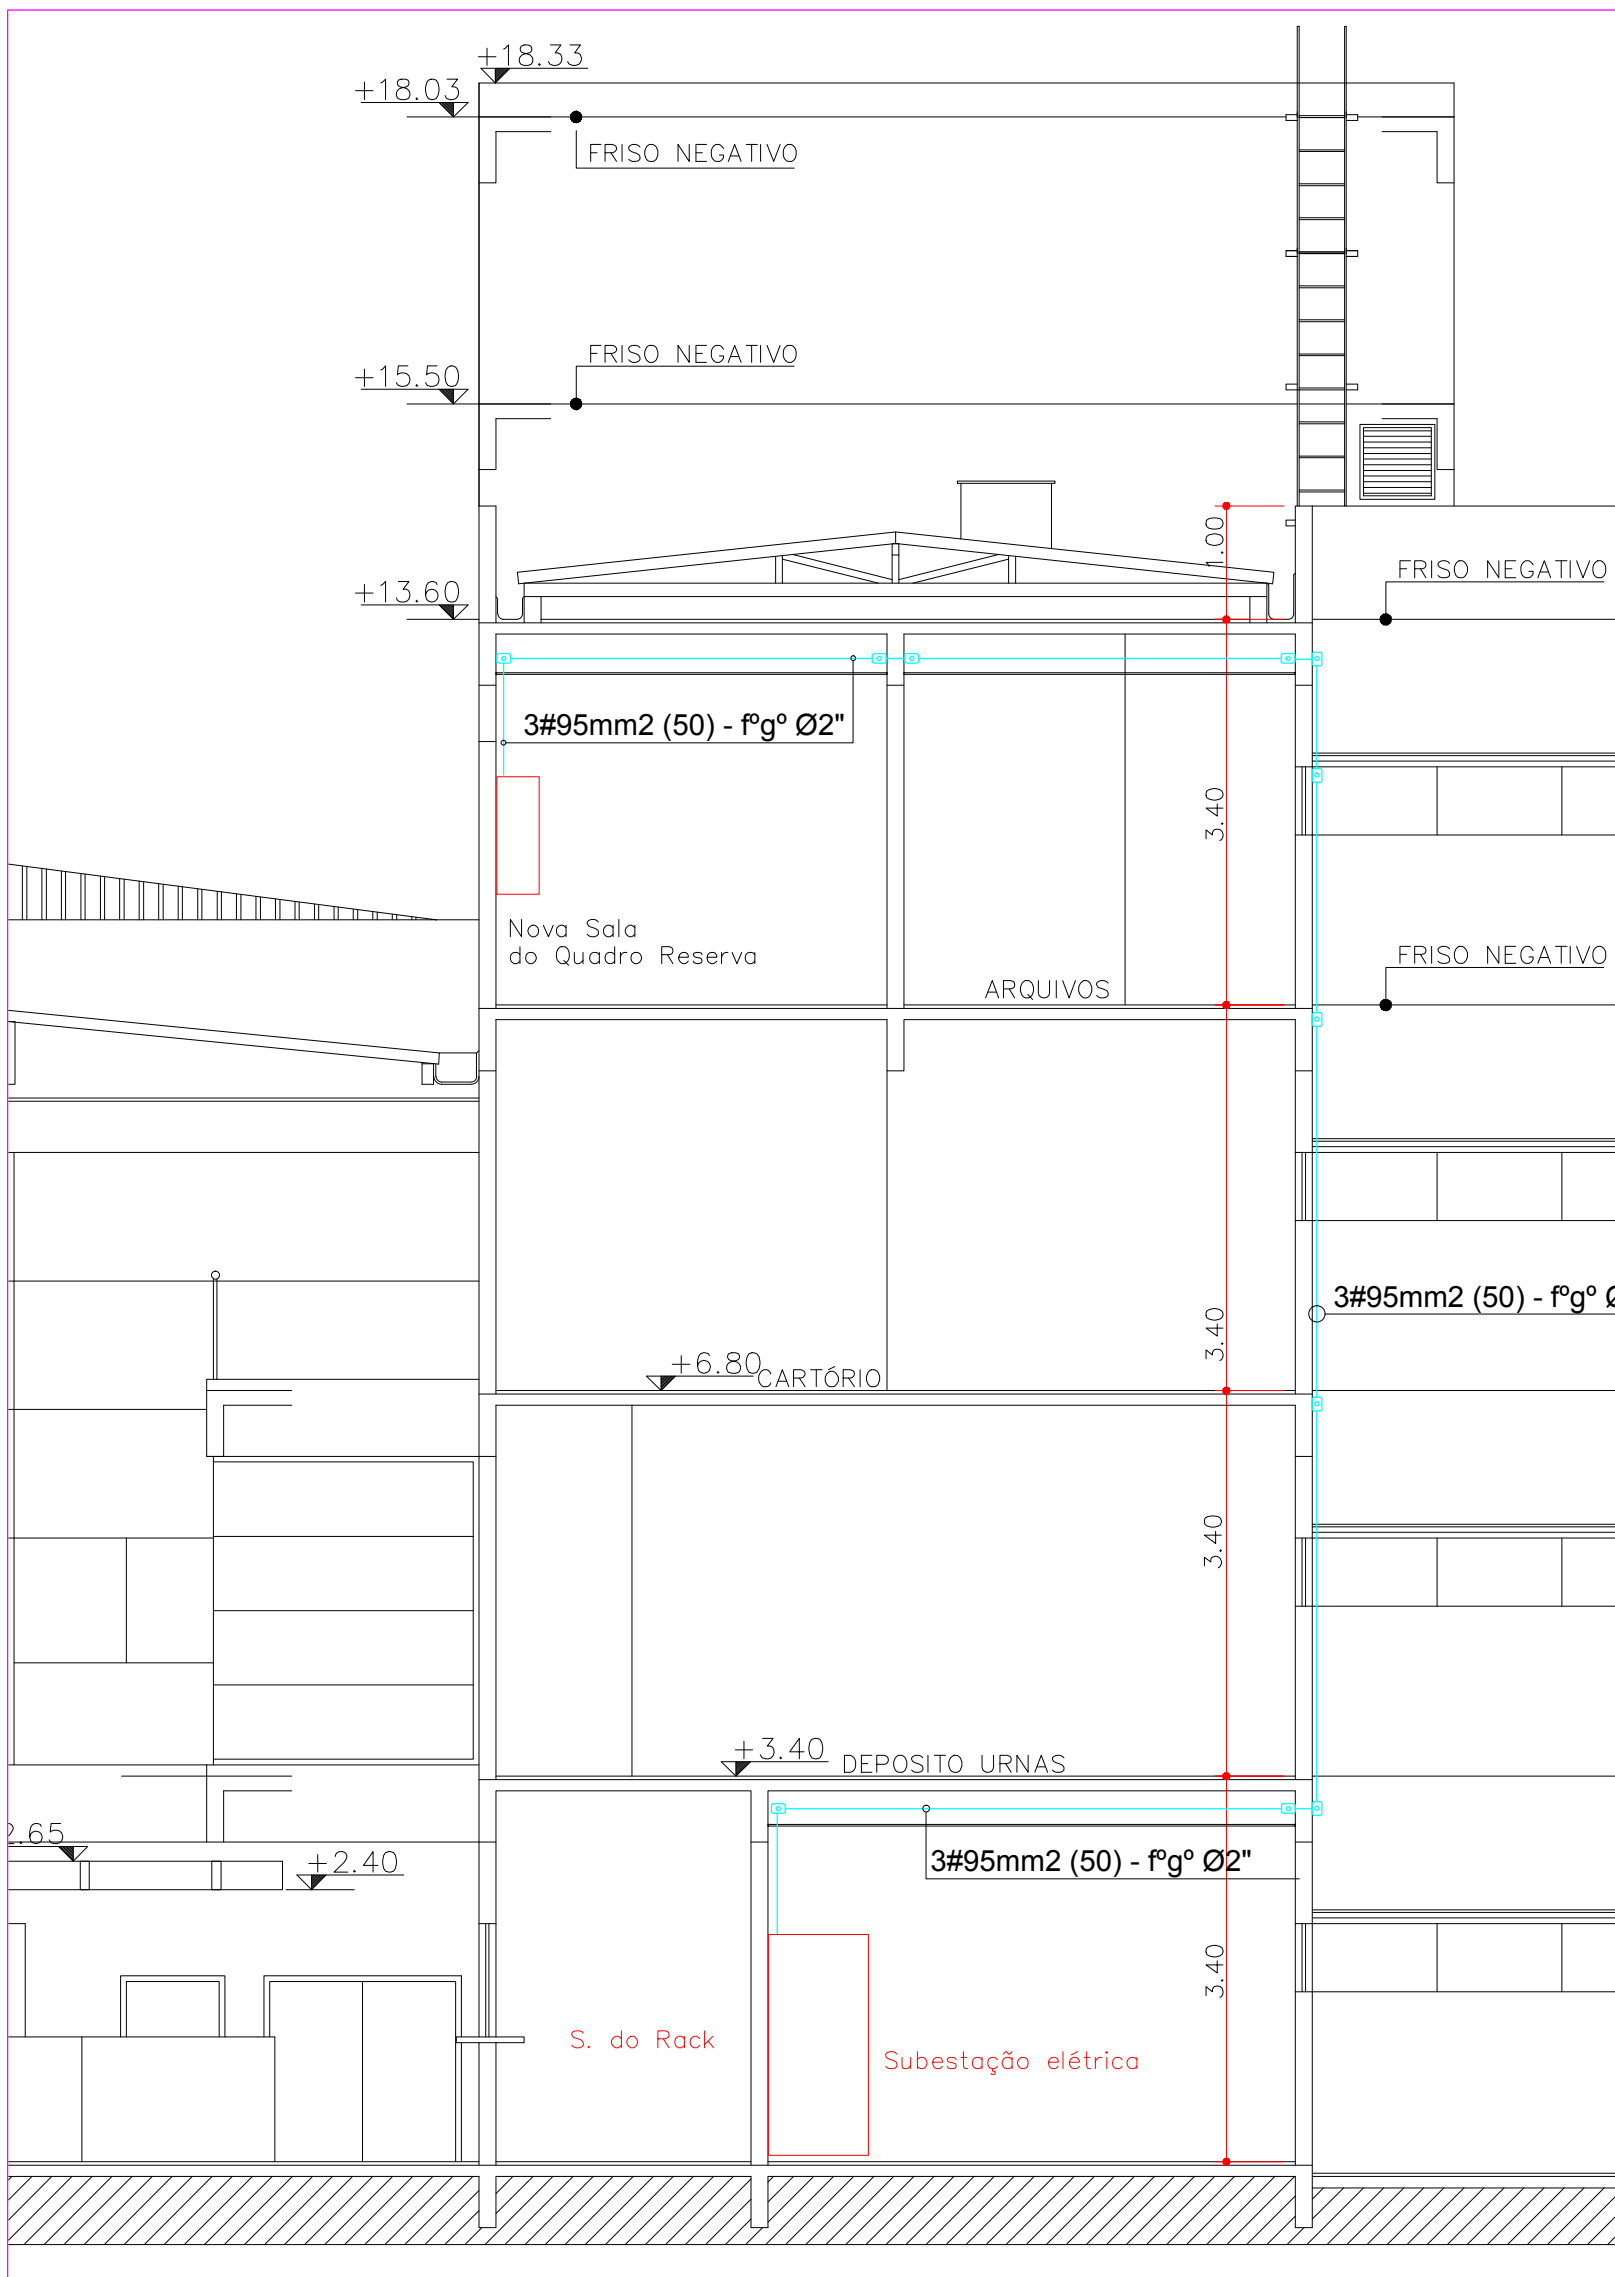 +18.33
+18.03
FRISO NEGATIVO
FRISO NEGATIVO
+15.50
1.00
FRISO NEGATIVO
+13.60
3#95mm2 (50) - fºgº Ø2"
3.40
Nova Sala
do Quadro Reserva
FRISO NEGATIVO
ARQUIVOS
3#95mm2 (50) - fºgº Ø
3.40
+6.80
CARTÓRIO
3.40
+3.40
DEPOSITO URNAS
2.65
+2.40
3#95mm2 (50) - fºgº Ø2"
3.40
S. do Rack
Subestação elétrica